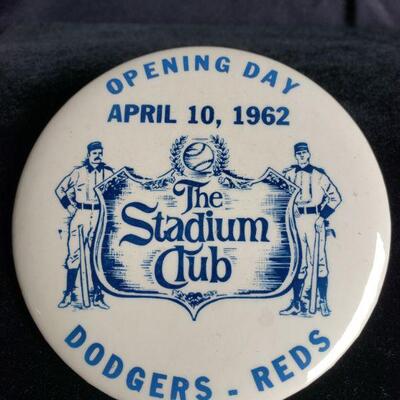 OPENING DAY
APRIL 10, 1962
The
Stadium
Club
DODGERS - REDS